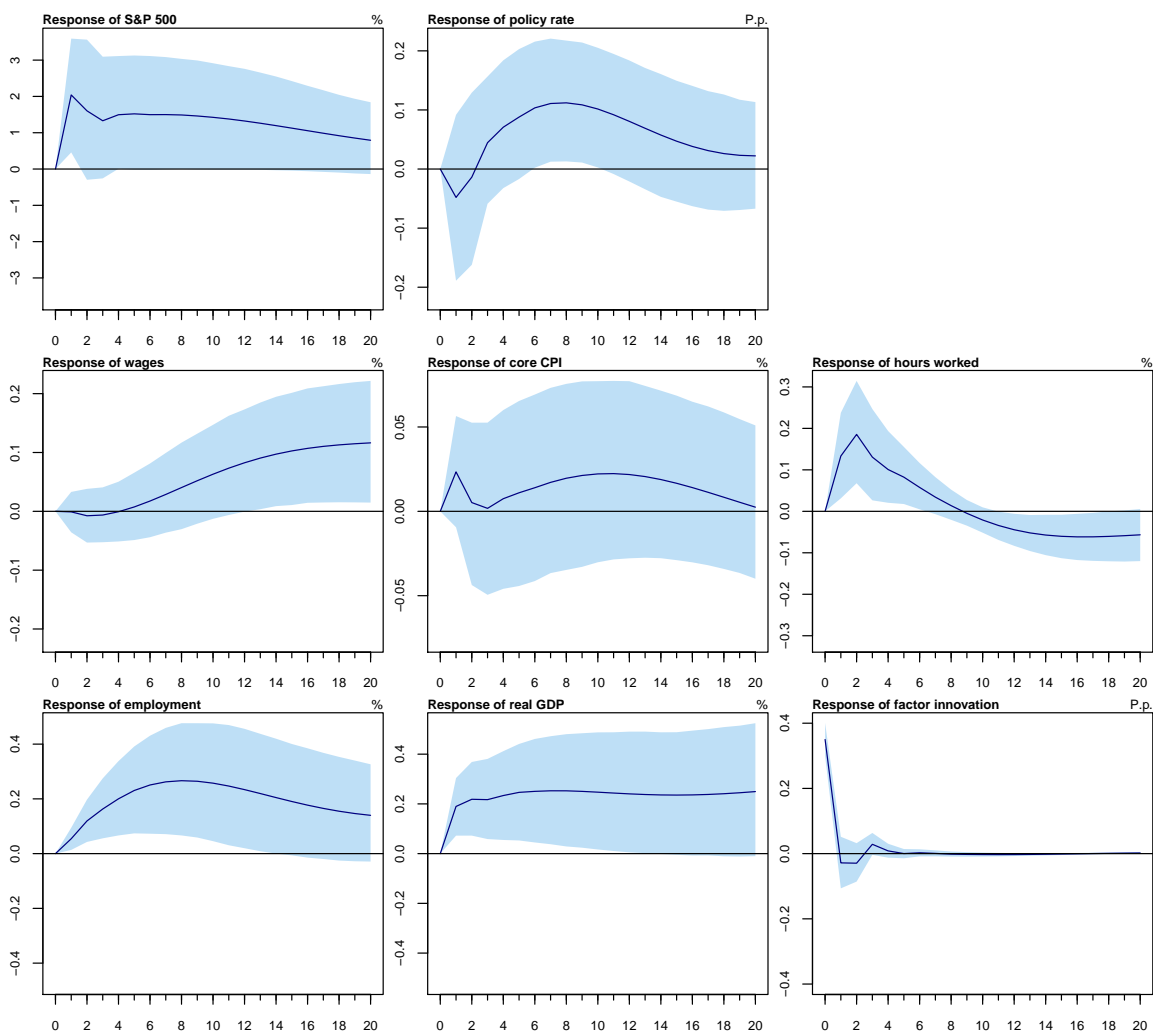 Response of S&P 500 %
3
2
1
0
−1
−2
−3
0 2 4 6 8 10 12 14 16 18 20
Response of policy rate P.p.
0.2
0.1
0.0
−0.1
−0.2
0 2 4 6 8 10 12 14 16 18 20
Response of wages %
0.2
0.1
0.0
−0.1
−0.2
0 2 4 6 8 10 12 14 16 18 20
Response of core CPI %
0.05
0.00
−0.05
0 2 4 6 8 10 12 14 16 18 20
Response of hours worked %
0.3
0.2
0.1
0.0
−0.1
−0.2
−0.3
0 2 4 6 8 10 12 14 16 18 20
Response of employment %
0.4
0.2
0.0
−0.2
−0.4
0 2 4 6 8 10 12 14 16 18 20
Response of real GDP %
0.4
0.2
0.0
−0.2
−0.4
0 2 4 6 8 10 12 14 16 18 20
Response of factor innovation P.p.
0.4
0.2
0.0
−0.2
−0.4
0 2 4 6 8 10 12 14 16 18 20